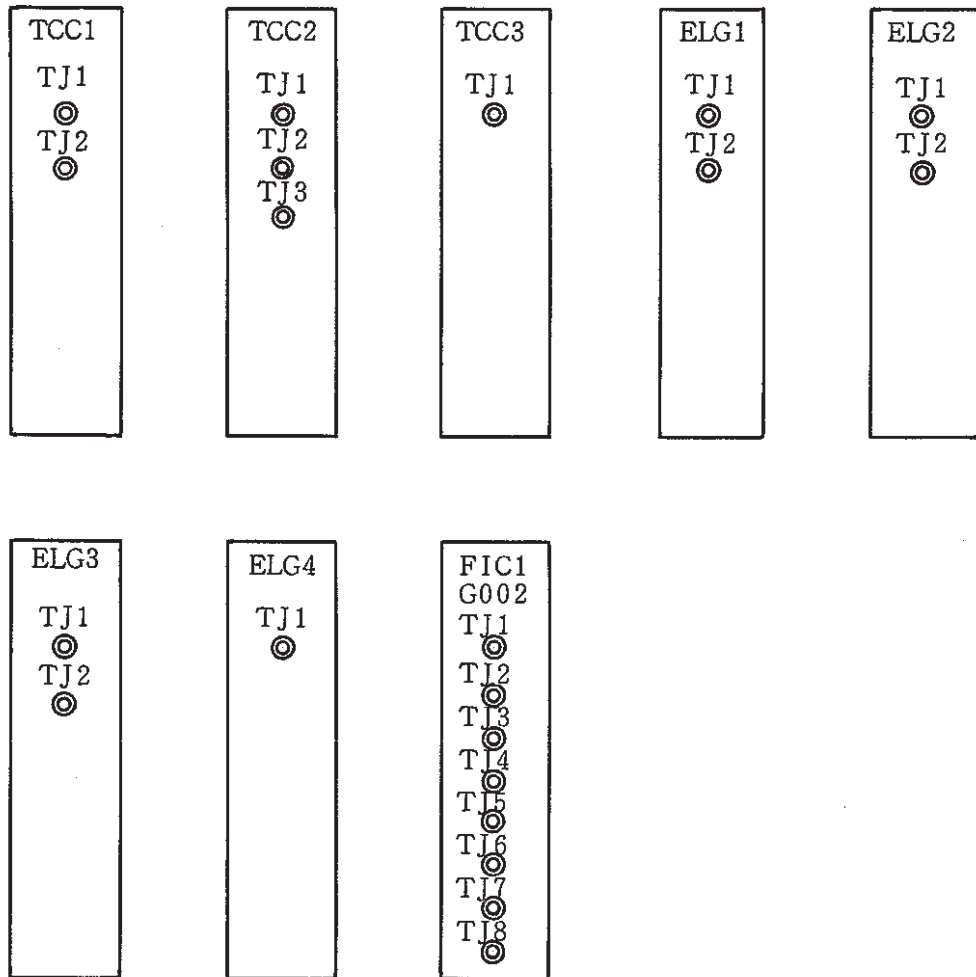 TCC1
TJ1
TJ2
TCC2
TJ1
TJ2
TJ3
TCC3
TJ1
ELG1
TJ1
TJ2
ELG2
TJ1
TJ2
ELG3
TJ1
TJ2
ELG4
TJ1
FIC1
G002
TJ1
TJ2
TJ3
TJ4
TJ5
TJ6
TJ7
TJ8